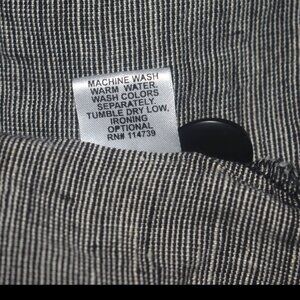 MACHINE WASH
WARM WATER,
WASH COLORS
SEPARATELY,
TUMBLE DRY LOW,
IRONING
OPTIONAL
RN# 114739